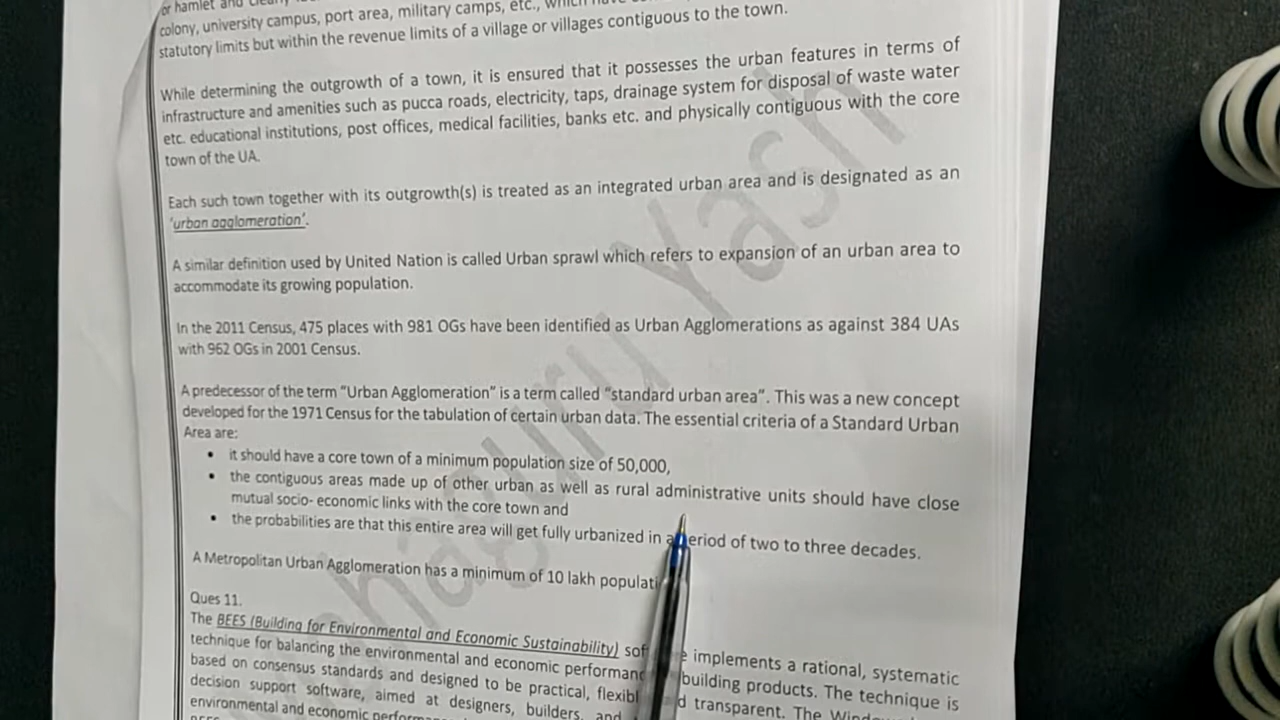 or hamlet and
colony, university campus, port area, military camps, etc., which have
statutory limits but within the revenue limits of a village or villages contiguous to the town.
While determining the outgrowth of a town, it is ensured that it possesses the urban features in terms of
infrastructure and amenities such as pucca roads, electricity, taps, drainage system for disposal of waste water
etc. educational institutions, post offices, medical facilities, banks etc. and physically contiguous with the core
town of the UA.
Each such town together with its outgrowth(s) is treated as an integrated urban area and is designated as an
'urban agglomeration'.
A similar definition used by United Nation is called Urban sprawl which refers to expansion of an urban area to
accommodate its growing population.
In the 2011 Census, 475 places with 981 OGs have been identified as Urban Agglomerations as against 384 UAs
with 962 OGs in 2001 Census.
A predecessor of the term "Urban Agglomeration" is a term called "standard urban area". This was a new concept
developed for the 1971 Census for the tabulation of certain urban data. The essential criteria of a Standard Urban
Area are:
• it should have a core town of a minimum population size of 50,000,
• the contiguous areas made up of other urban as well as rural administrative units should have close
mutual socio- economic links with the core town and
• the probabilities are that this entire area will get fully urbanized in a period of two to three decades.
A Metropolitan Urban Agglomeration has a minimum of 10 lakh populati
Ques 11.
The BEES (Building for Environmental and Economic Sustainability) sof e implements a rational, systematic
technique for balancing the environmental and economic performanc building products. The technique is
based on consensus standards and designed to be practical, flexibl d transparent. The Window
decision support software, aimed at designers, builders, and
environmental and economic
Yash